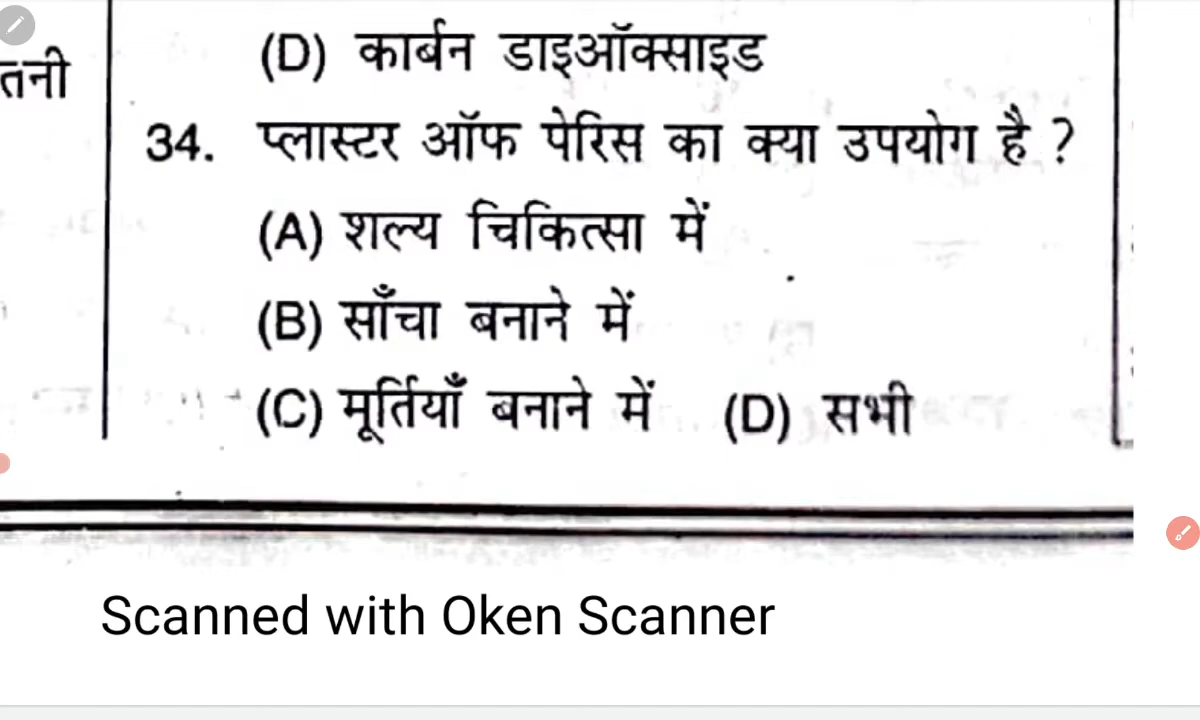 (D) कार्बन डाइऑक्साइड
तनी
34. प्लास्टर ऑफ पेरिस का क्या उपयोग है ?
(A) शल्य चिकित्सा में
(B) साँचा बनाने में
(C) मूर्तियाँ बनाने में (D) सभी
Scanned with Oken Scanner